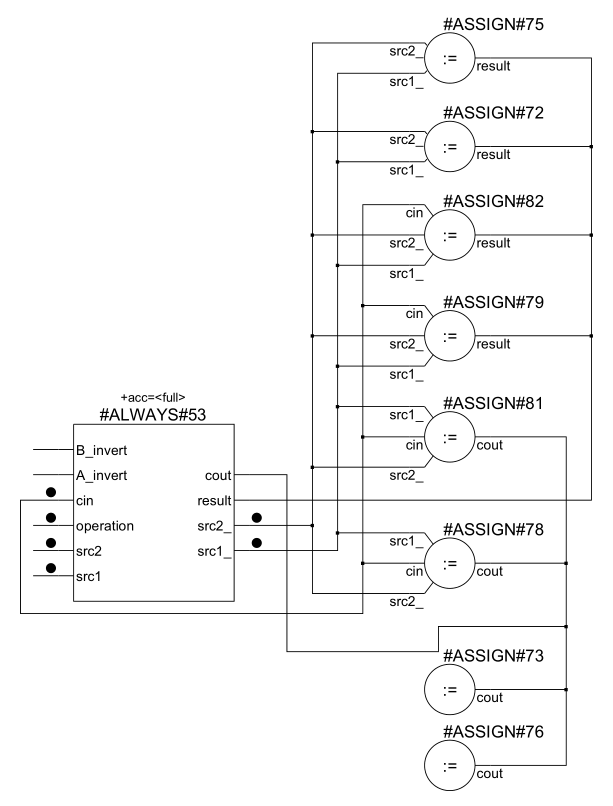 #ASSIGN#75
src2_
:=
result
src1_
#ASSIGN#72
src2_
:=
result
src1_
#ASSIGN#82
cin
:=
src2_
result
src1_
#ASSIGN#79
cin
:=
src2_
result
src1_
+acc=<full>
#ALWAYS#53
B_invert
A_invert
cin
operation
src2
src1
cout
result
src2_
src1_
#ASSIGN#81
src1_
:=
cin
cout
src2_
#ASSIGN#78
src1_
:=
cin
cout
src2_
#ASSIGN#73
:=
cout
#ASSIGN#76
:=
cout